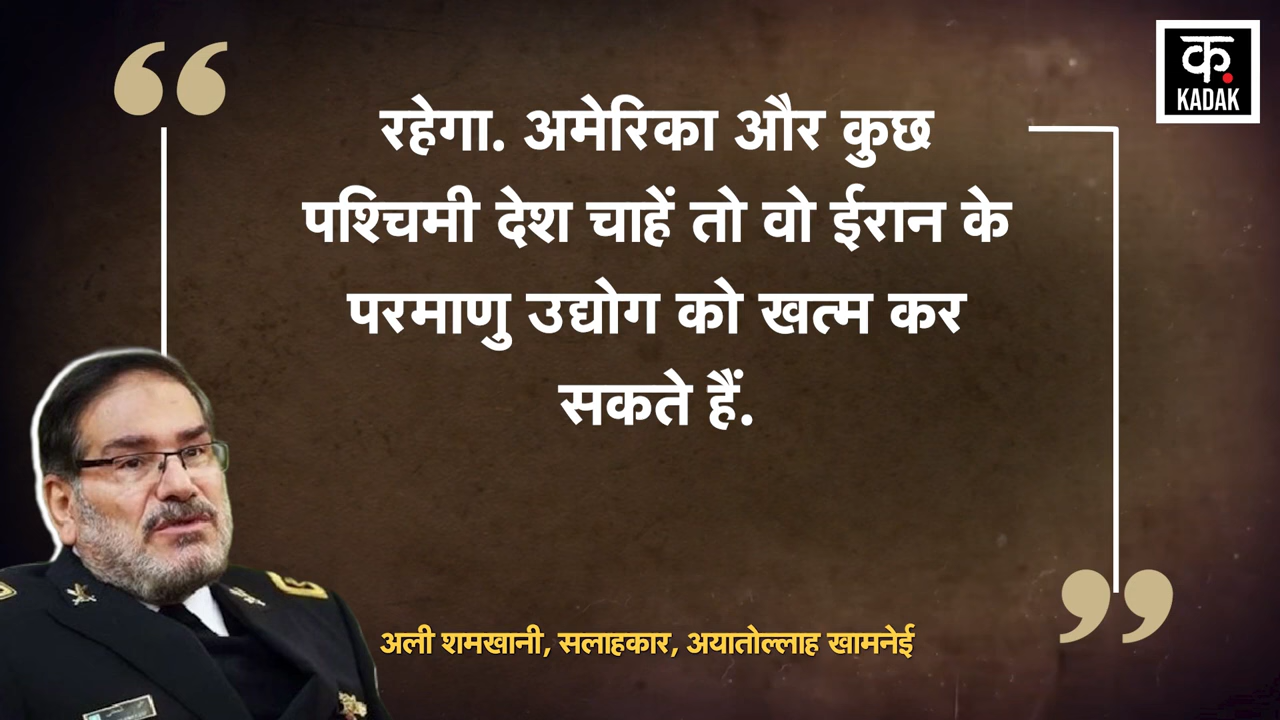 क.
KADAK
रहेगा. अमेरिका और कुछ
पश्चिमी देश चाहें तो वो ईरान के
परमाणु उद्योग को खत्म कर
सकते हैं.
अली शमखानी, सलाहकार, अयातोल्लाह खामनेई